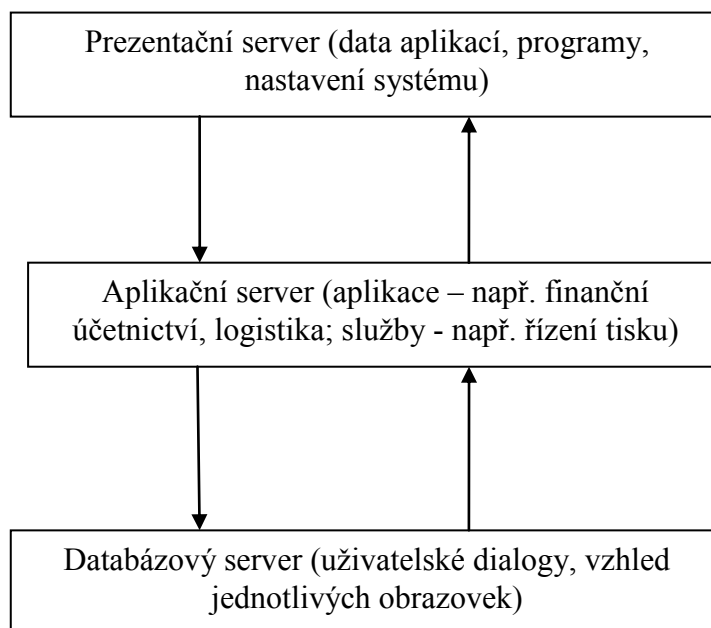 Prezentační server (data aplikací, programy,
nastavení systému)
Aplikační server (aplikace – např. finanční
účetnictví, logistika; služby - např. řízení tisku)
Databázový server (uživatelské dialogy, vzhled
jednotlivých obrazovek)